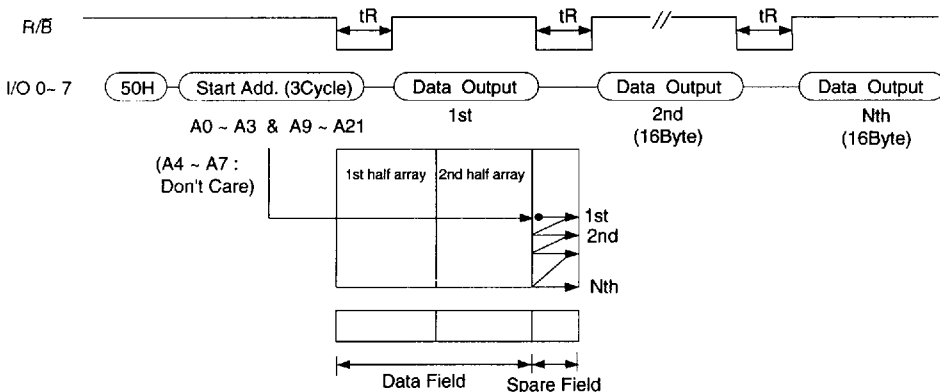 tR tR tR
R/B̅
I/O 0~ 7 50H Start Add. (3Cycle) Data Output Data Output Data Output
1st 2nd Nth
(16Byte) (16Byte)
A0 ~ A3 & A9 ~ A21
(A4 ~ A7 :
Don't Care)
1st half array 2nd half array
1st
2nd
Nth
Data Field Spare Field